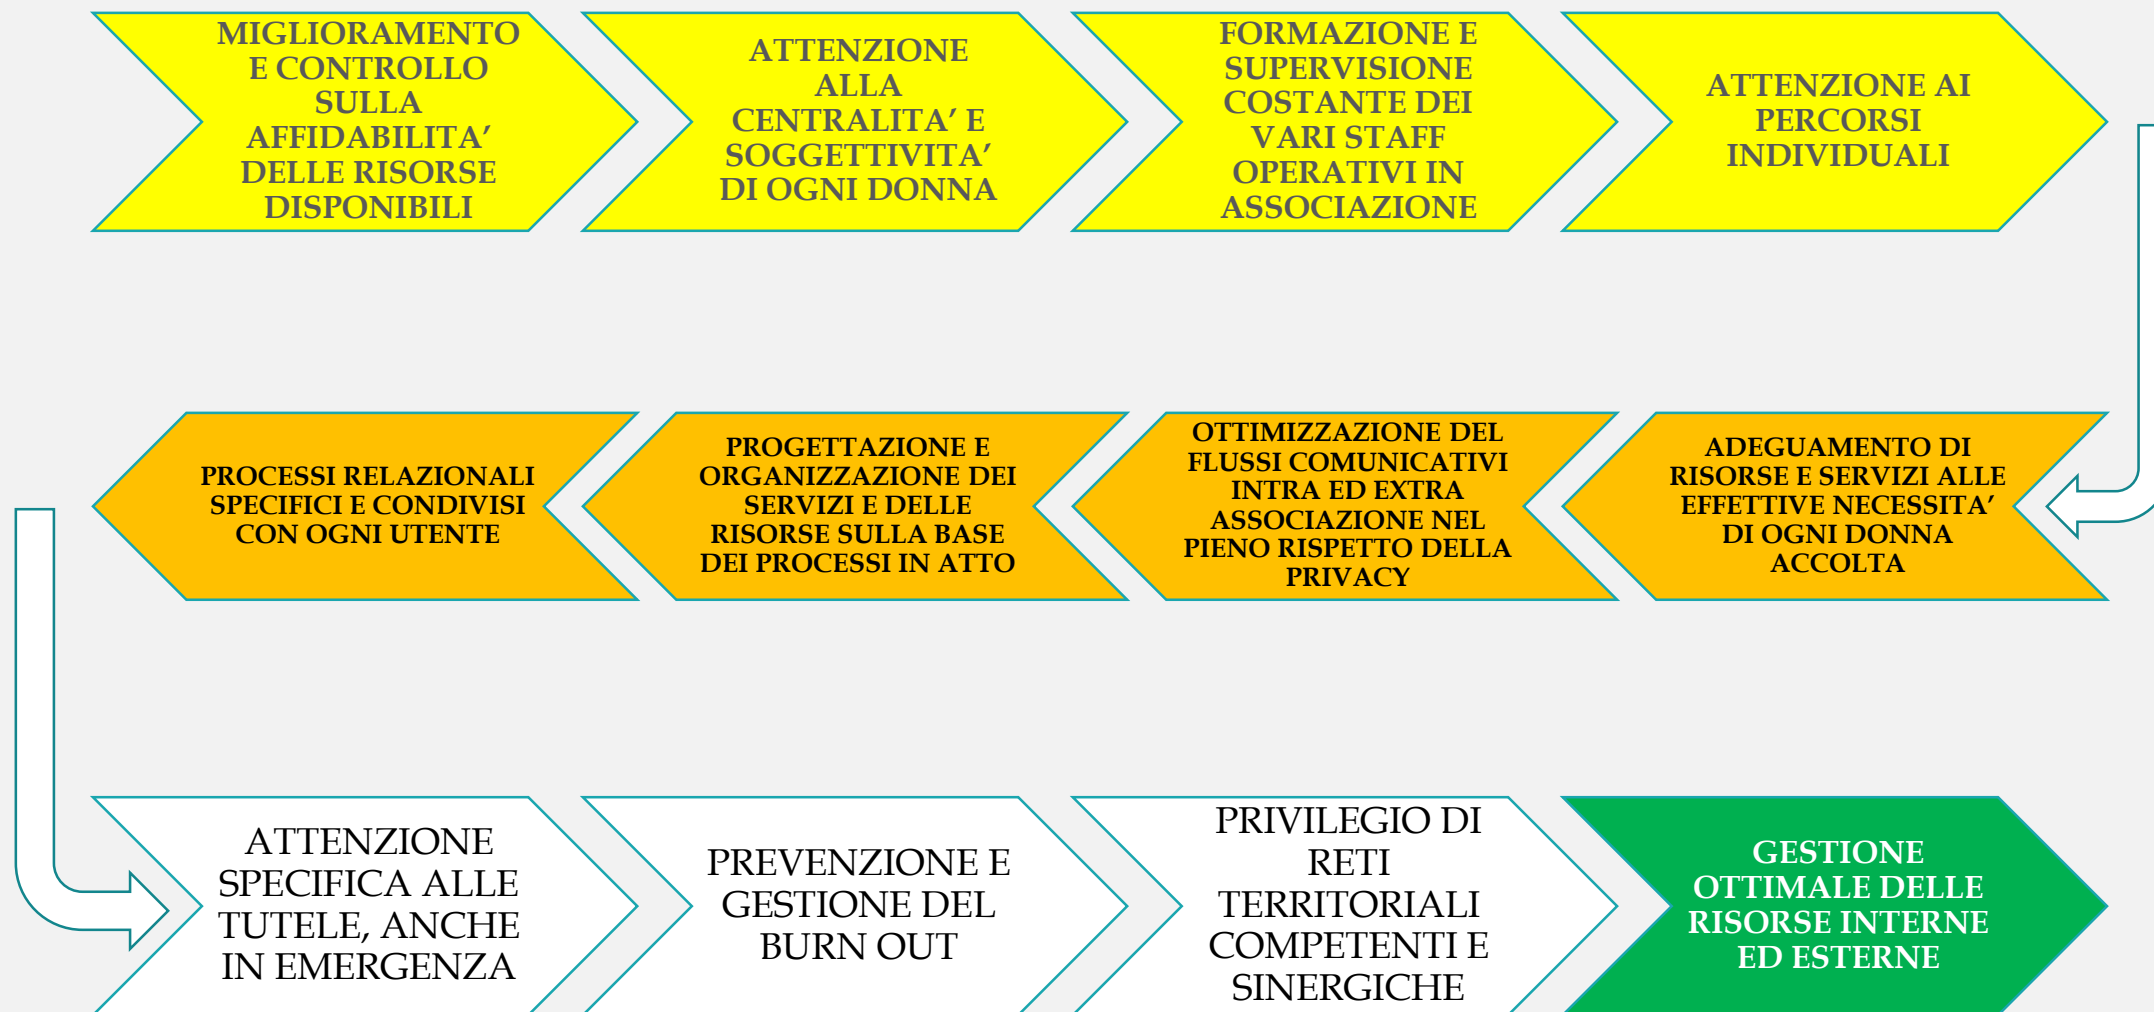 MIGLIORAMENTO
E CONTROLLO
SULLA
AFFIDABILITA’
DELLE RISORSE
DISPONIBILI
ATTENZIONE
ALLA
CENTRALITA’ E
SOGGETTIVITA’
DI OGNI DONNA
FORMAZIONE E
SUPERVISIONE
COSTANTE DEI
VARI STAFF
OPERATIVI IN
ASSOCIAZIONE
ATTENZIONE AI
PERCORSI
INDIVIDUALI
ADEGUAMENTO DI
RISORSE E SERVIZI ALLE
EFFETTIVE NECESSITA’
DI OGNI DONNA
ACCOLTA
OTTIMIZZAZIONE DEL
FLUSSI COMUNICATIVI
INTRA ED EXTRA
ASSOCIAZIONE NEL
PIENO RISPETTO DELLA
PRIVACY
PROGETTAZIONE E
ORGANIZZAZIONE DEI
SERVIZI E DELLE
RISORSE SULLA BASE
DEI PROCESSI IN ATTO
PROCESSI RELAZIONALI
SPECIFICI E CONDIVISI
CON OGNI UTENTE
ATTENZIONE
SPECIFICA ALLE
TUTELE, ANCHE
IN EMERGENZA
PREVENZIONE E
GESTIONE DEL
BURN OUT
PRIVILEGIO DI
RETI
TERRITORIALI
COMPETENTI E
SINERGICHE
GESTIONE
OTTIMALE DELLE
RISORSE INTERNE
ED ESTERNE